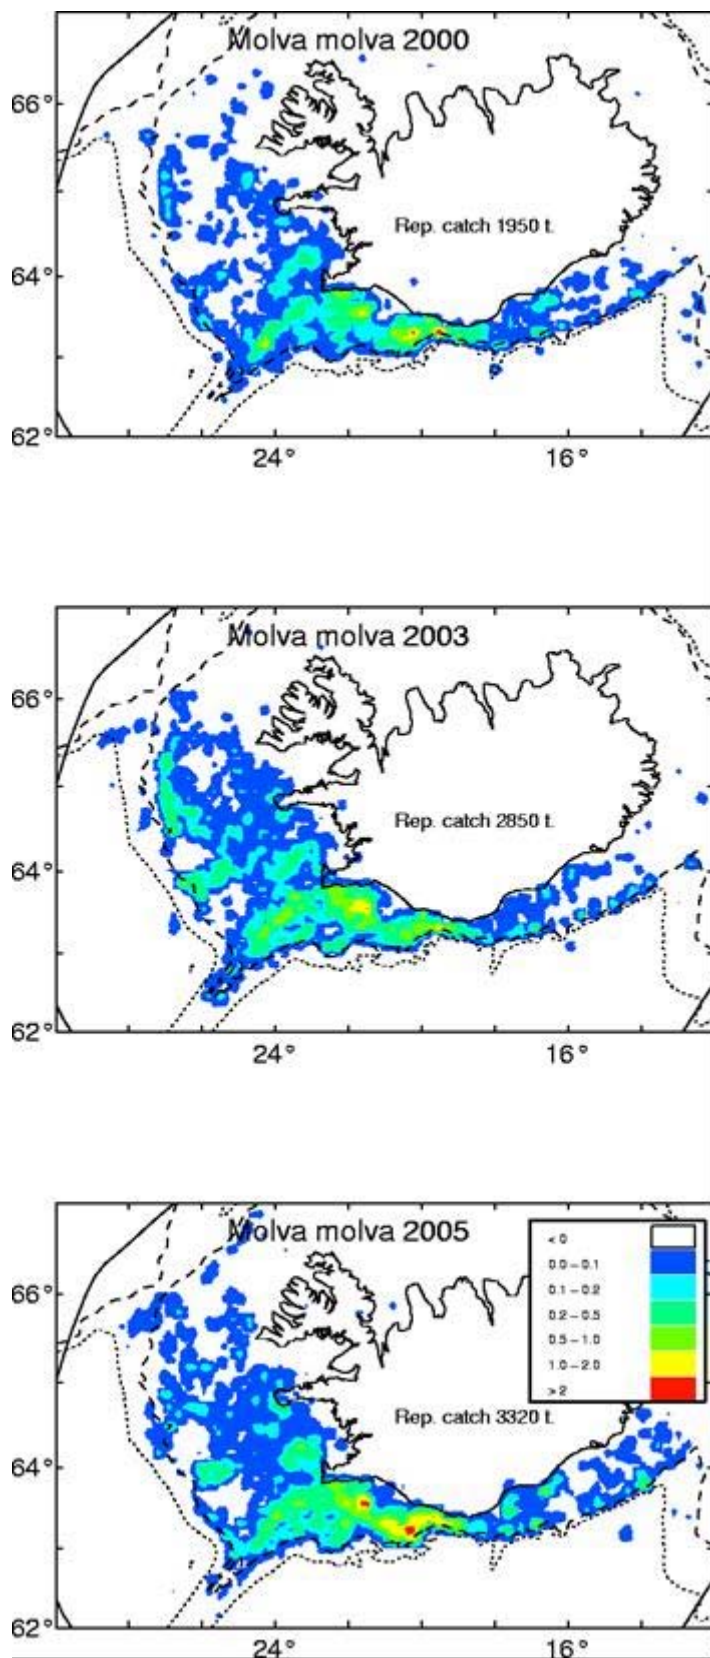 Molva molva 2000
66°
Rep. catch 1950 t.
64°
62°
24° 16°
Molva molva 2003
66°
Rep. catch 2850 t.
64°
62°
24° 16°
Molva molva 2005
< 0
0.0 – 0.1
66°
0.1 – 0.2
0.2 – 0.5
0.5 – 1.0
1.0 – 2.0
> 2
Rep. catch 3320 t.
64°
62°
24° 16°